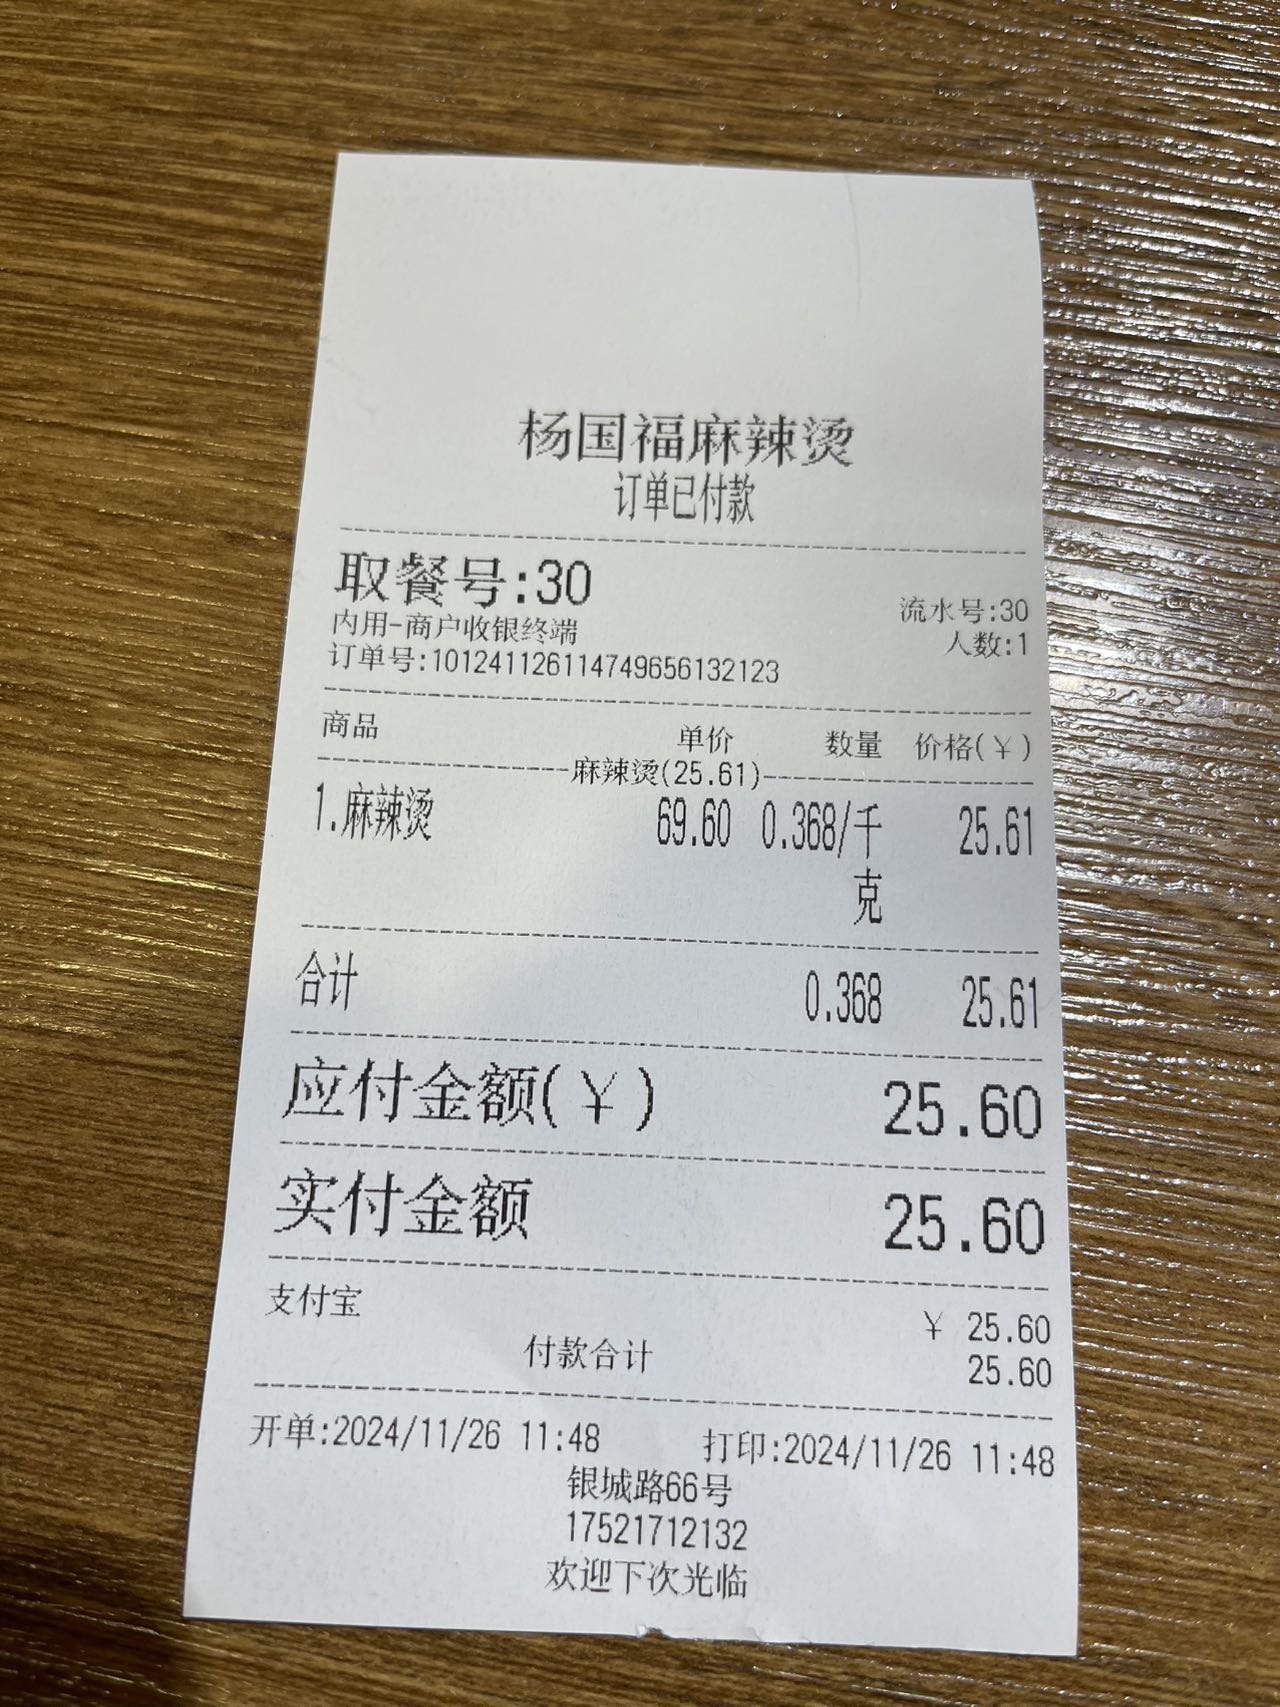 杨国福麻辣烫
订单已付款
取餐号:30
流水号:30
内用-商户收银终端
人数:1
订单号:101241126114749656132123
商品 单价 数量 价格(¥)
麻辣烫(25.61)
1.麻辣烫 69.60 0.368/千克 25.61
合计 0.368 25.61
应付金额(¥) 25.60
实付金额 25.60
支付宝 ¥ 25.60
付款合计 25.60
开单:2024/11/26 11:48 打印:2024/11/26 11:48
银城路66号
17521712132
欢迎下次光临